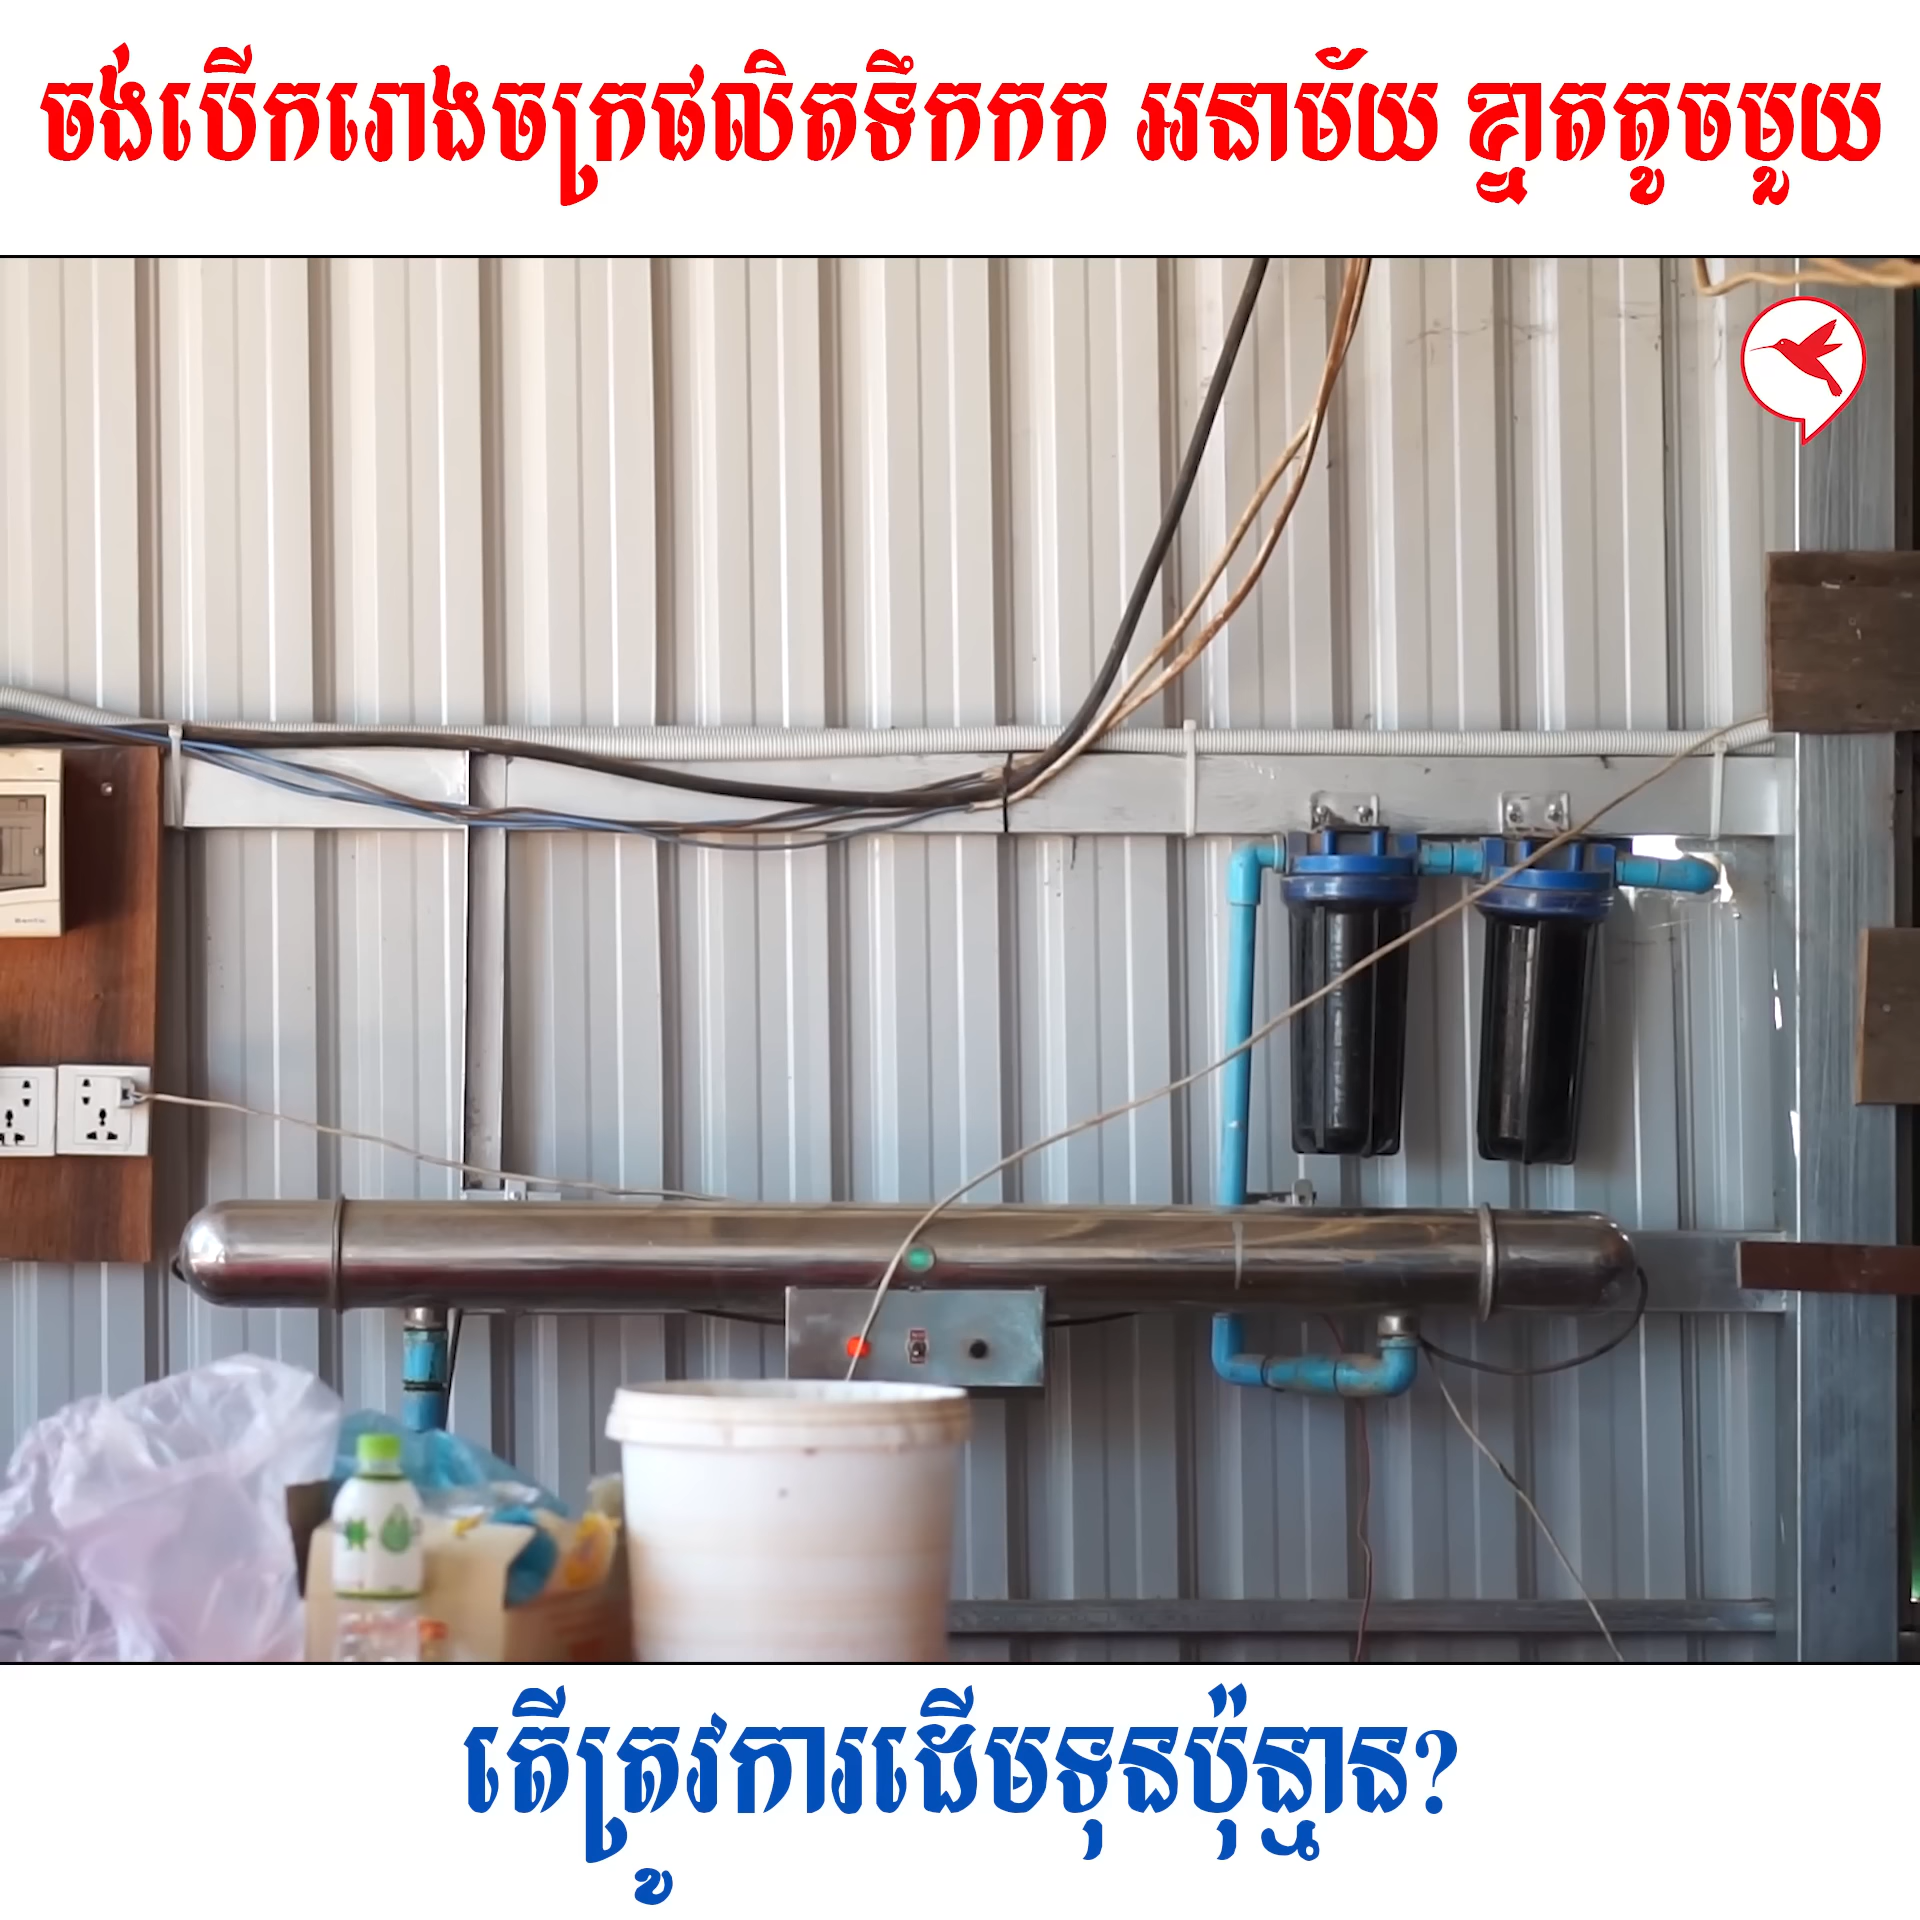 ចង់បើករោងចក្រផលិតទឹកកក អនាម័យ ខ្នាតតូចមួយ
តើត្រូវការដើមទុនប៉ុន្មាន?